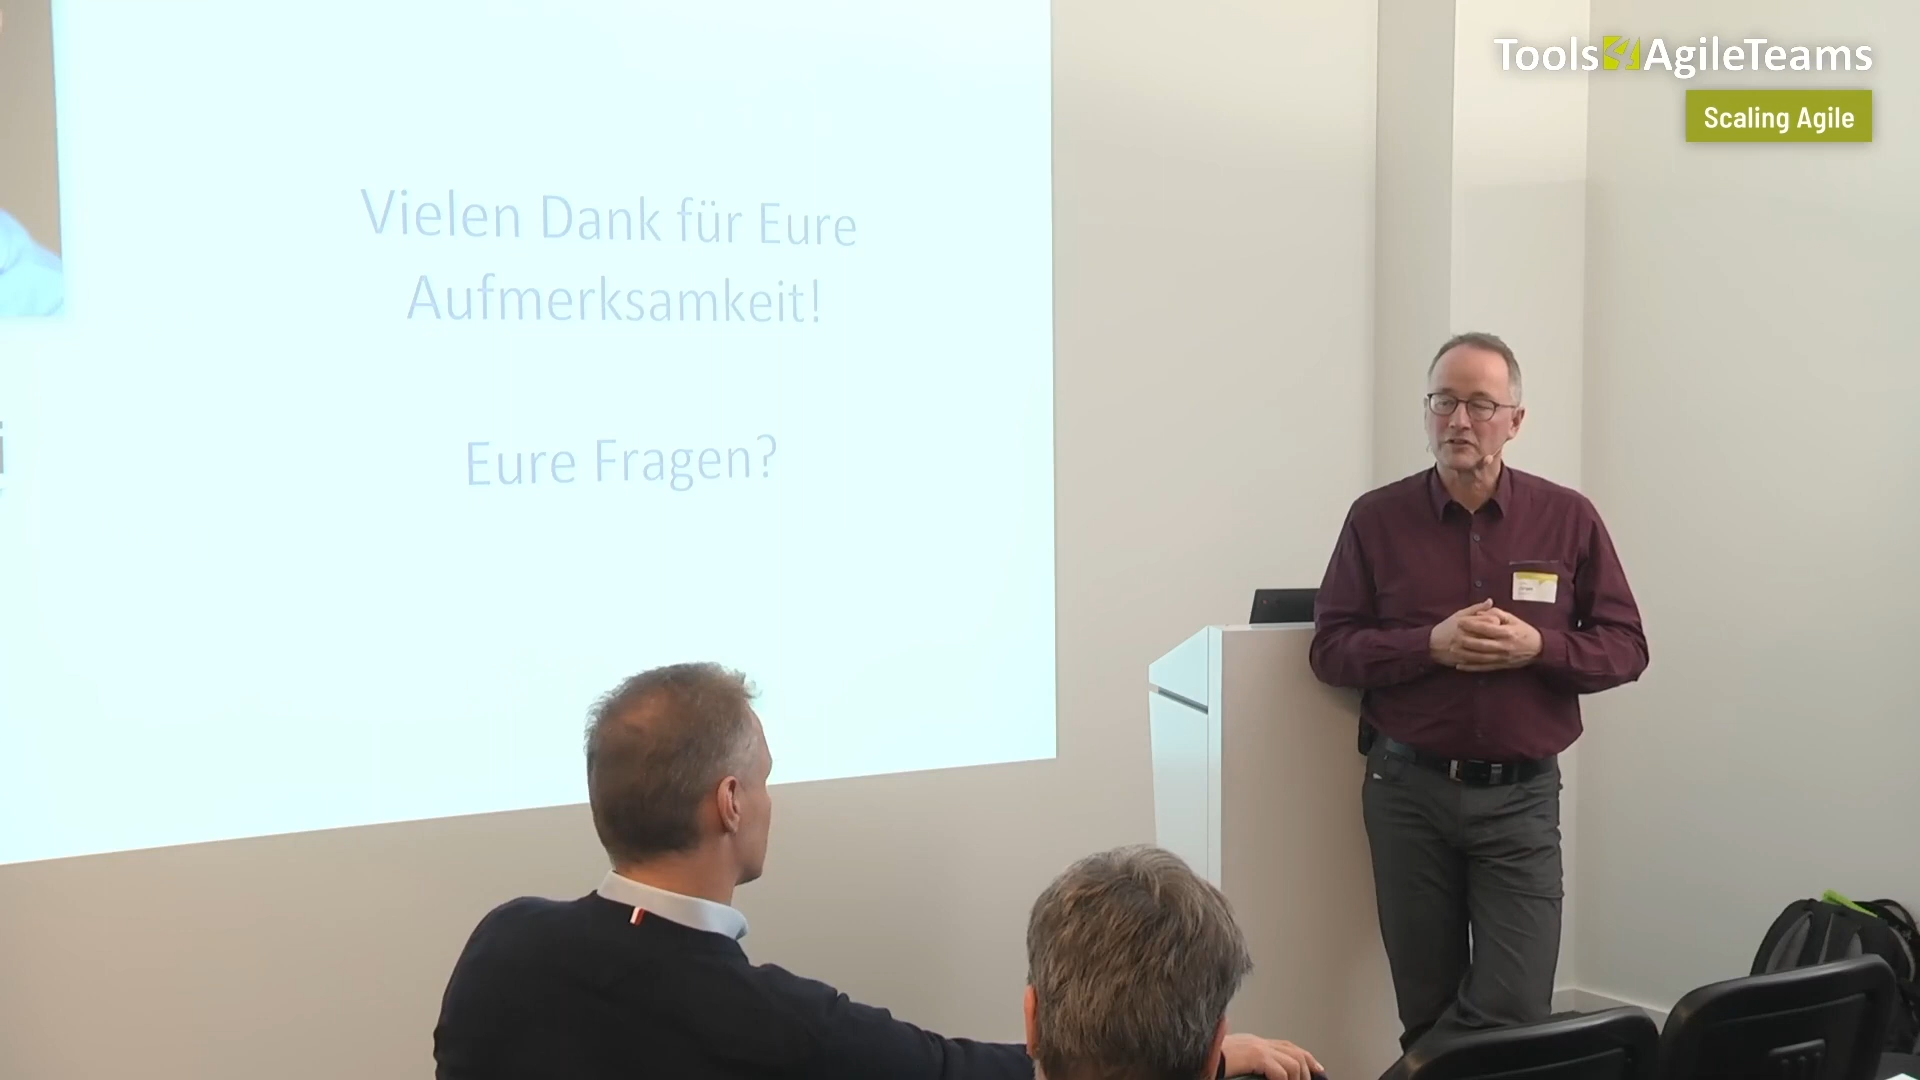 Tools4AgileTeams
Scaling Agile
Vielen Dank für Eure
Aufmerksamkeit!
Eure Fragen?